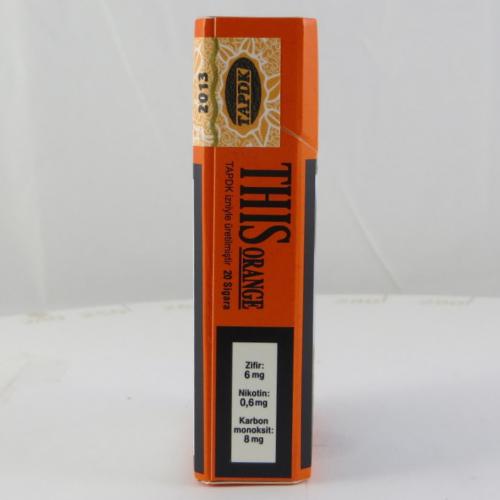 2013
TAPDK
THIS
ORANGE
TAPDK izniyle üretilmiştir 20 Sigara
Zifir:
6 mg
Nikotin:
0,6 mg
Karbon
monoksit:
8 mg